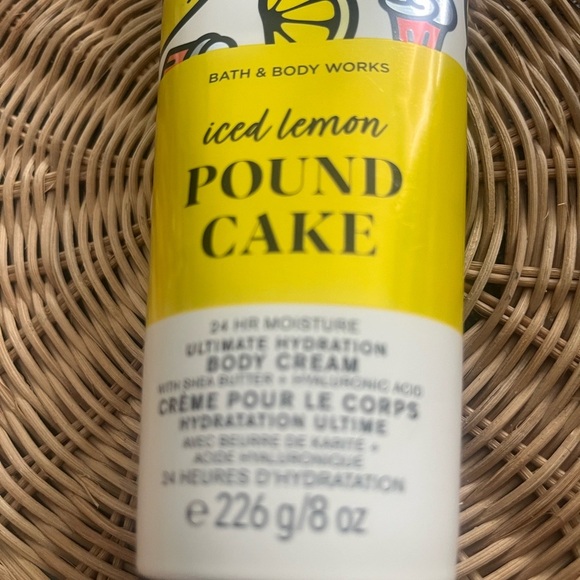 BATH & BODY WORKS
iced lemon
POUND
CAKE
24 HR MOISTURE
ULTIMATE HYDRATION
BODY CREAM
WITH SHEA BUTTER + HYALURONIC ACID
CRÈME POUR LE CORPS
HYDRATATION ULTIME
AVEC BEURRE DE KARITÉ +
ACIDE HYALURONIQUE
24 HEURES D'HYDRATATION
e 226 g/8 oz